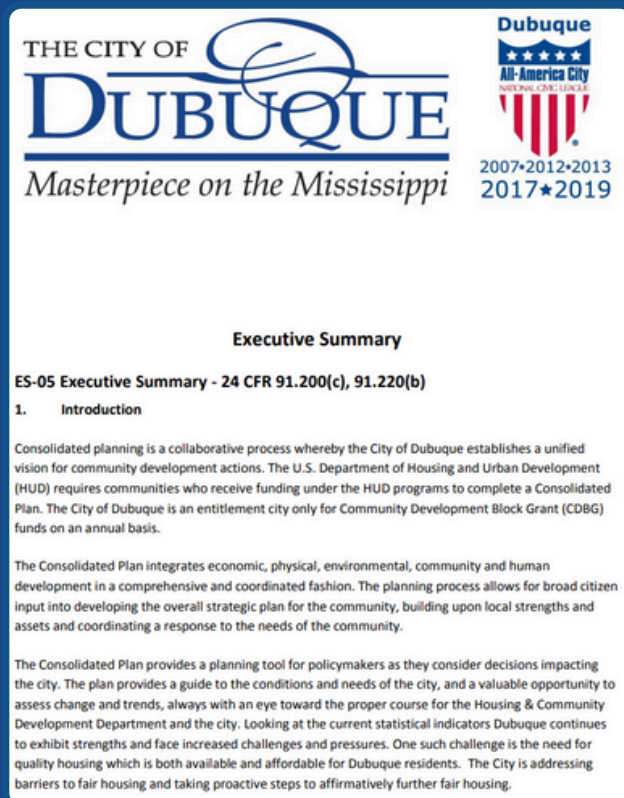 THE CITY OF
DUBUQUE
Masterpiece on the Mississippi
Dubuque
All-America City
NATIONAL CIVIC LEAGUE
2007•2012•2013
2017★2019
Executive Summary
ES-05 Executive Summary - 24 CFR 91.200(c), 91.220(b)
1. Introduction
Consolidated planning is a collaborative process whereby the City of Dubuque establishes a unified
vision for community development actions. The U.S. Department of Housing and Urban Development
(HUD) requires communities who receive funding under the HUD programs to complete a Consolidated
Plan. The City of Dubuque is an entitlement city only for Community Development Block Grant (CDBG)
funds on an annual basis.
The Consolidated Plan integrates economic, physical, environmental, community and human
development in a comprehensive and coordinated fashion. The planning process allows for broad citizen
input into developing the overall strategic plan for the community, building upon local strengths and
assets and coordinating a response to the needs of the community.
The Consolidated Plan provides a planning tool for policymakers as they consider decisions impacting
the city. The plan provides a guide to the conditions and needs of the city, and a valuable opportunity to
assess change and trends, always with an eye toward the proper course for the Housing & Community
Development Department and the city. Looking at the current statistical indicators Dubuque continues
to exhibit strengths and face increased challenges and pressures. One such challenge is the need for
quality housing which is both available and affordable for Dubuque residents. The City is addressing
barriers to fair housing and taking proactive steps to affirmatively further fair housing.